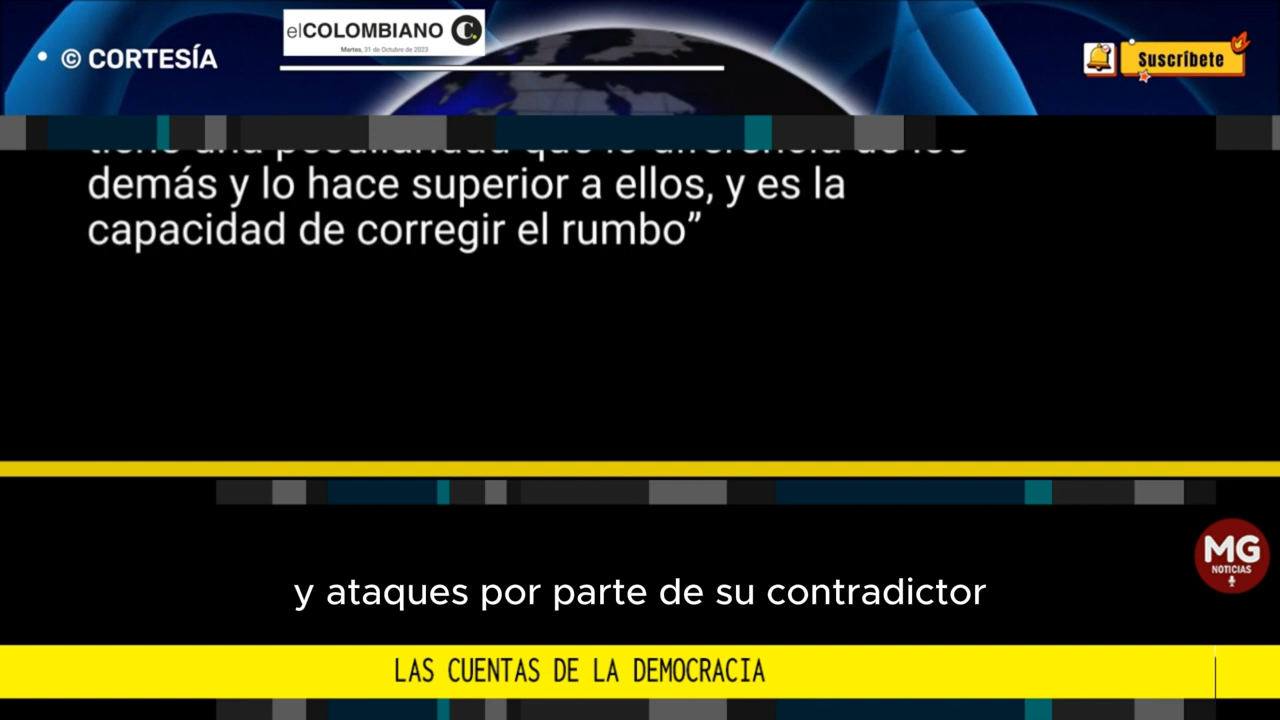 elCOLOMBIANO C.
Martes, 31 de Octubre de 2023
• © CORTESÍA
Suscríbete
demás y lo hace superior a ellos, y es la
capacidad de corregir el rumbo”
MG
NOTICIAS
y ataques por parte de su contradictor
LAS CUENTAS DE LA DEMOCRACIA